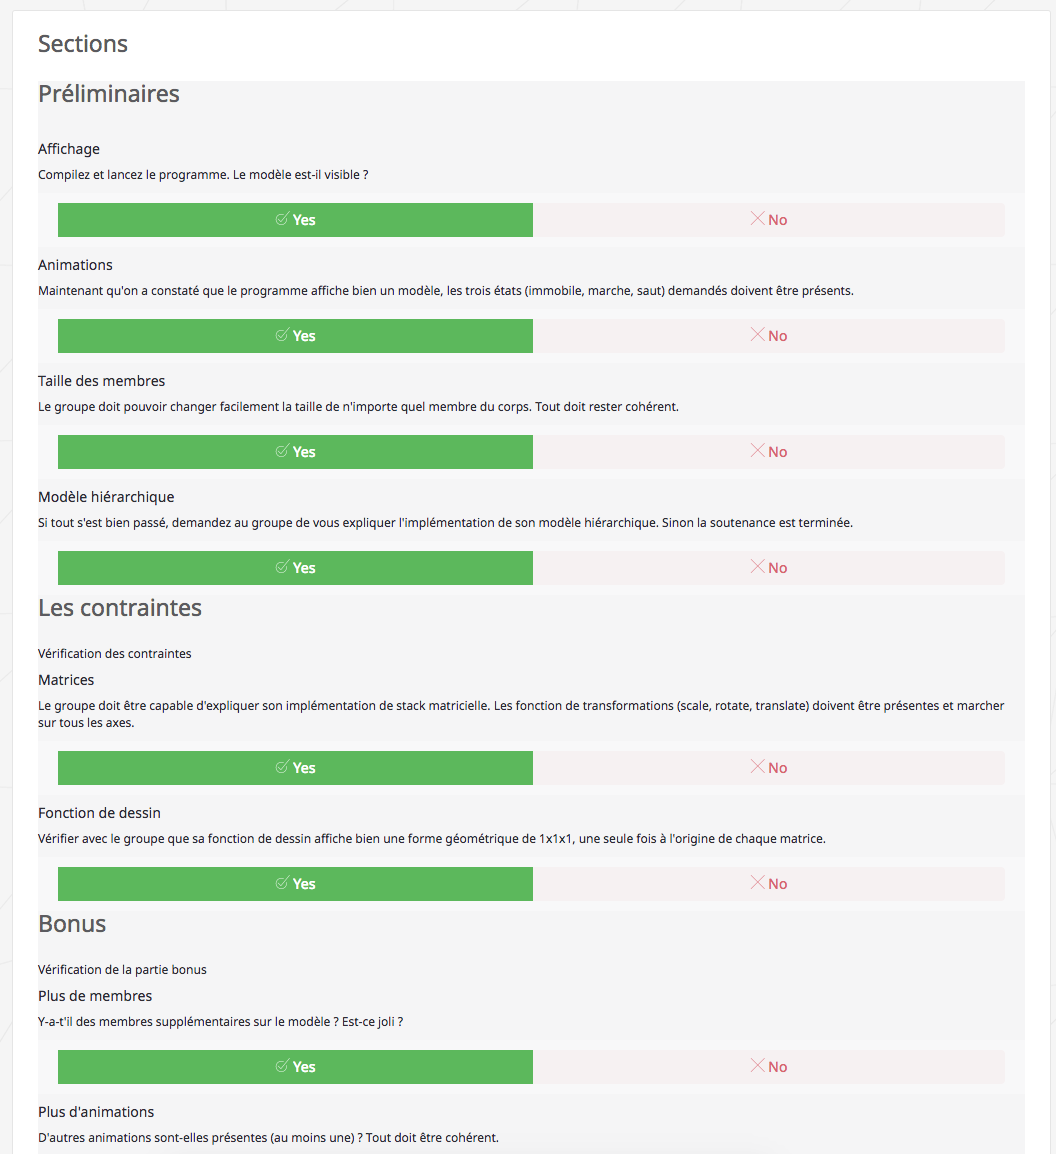 Sections
Préliminaires
Affichage
Compilez et lancez le programme. Le modèle est-il visible ?
Yes
No
Animations
Maintenant qu'on a constaté que le programme affiche bien un modèle, les trois états (immobile, marche, saut) demandés doivent être présents.
Yes
No
Taille des membres
Le groupe doit pouvoir changer facilement la taille de n'importe quel membre du corps. Tout doit rester cohérent.
Yes
No
Modèle hiérarchique
Si tout s'est bien passé, demandez au groupe de vous expliquer l'implémentation de son modèle hiérarchique. Sinon la soutenance est terminée.
Yes
No
Les contraintes
Vérification des contraintes
Matrices
Le groupe doit être capable d'expliquer son implémentation de stack matricielle. Les fonction de transformations (scale, rotate, translate) doivent être présentes et marcher
sur tous les axes.
Yes
No
Fonction de dessin
Vérifier avec le groupe que sa fonction de dessin affiche bien une forme géométrique de 1x1x1, une seule fois à l'origine de chaque matrice.
Yes
No
Bonus
Vérification de la partie bonus
Plus de membres
Y-a-t'il des membres supplémentaires sur le modèle ? Est-ce joli ?
Yes
No
Plus d'animations
D'autres animations sont-elles présentes (au moins une) ? Tout doit être cohérent.